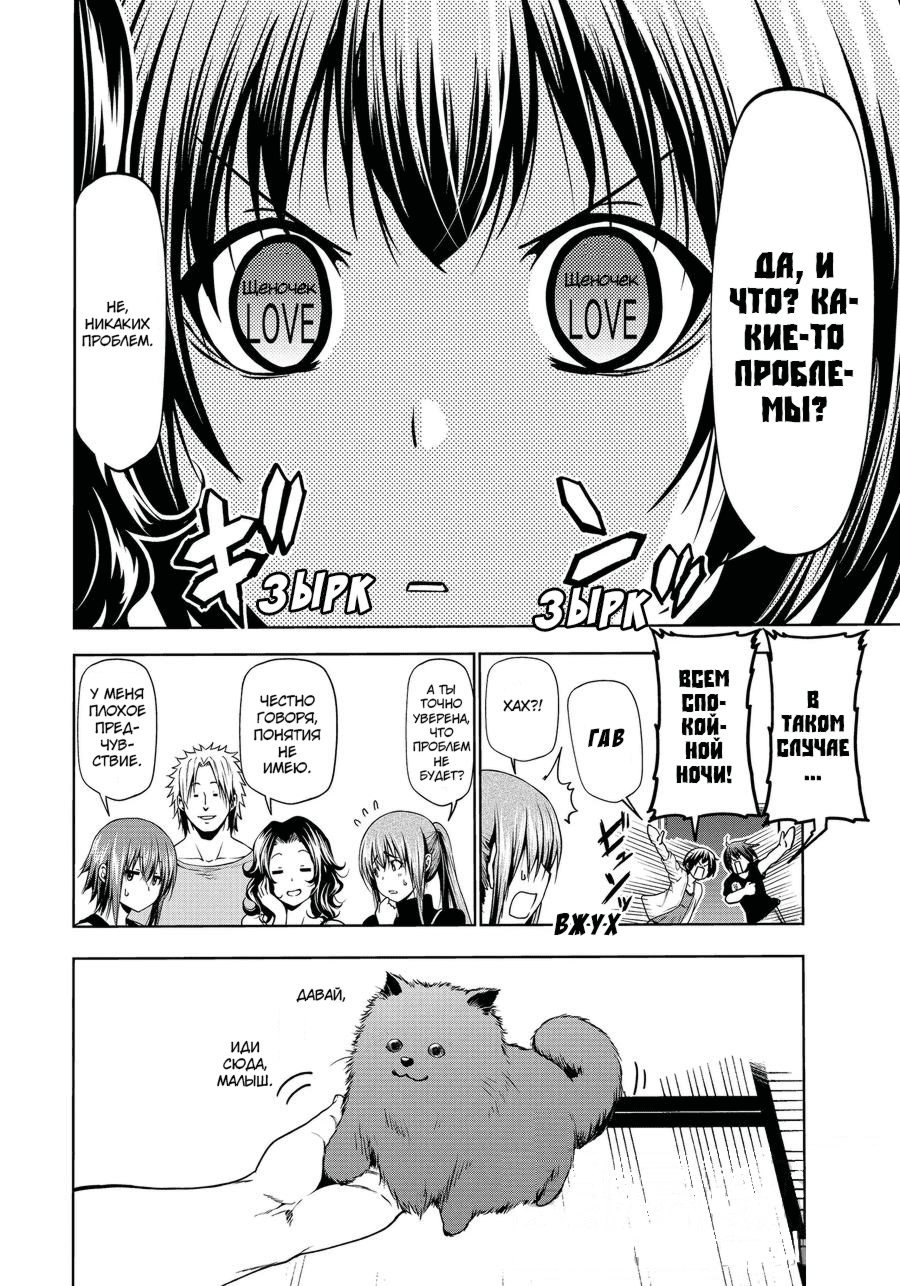 ДА, И
ЧТО? КА-
КИЕ-ТО
ПРОБЛЕ-
МЫ?
Щеночек
LOVE
Щеночек
LOVE
НЕ,
НИКАКИХ
ПРОБЛЕМ.
ЗЫРК
ЗЫРК
В
ТАКОМ
СЛУЧАЕ
...
ВСЕМ
СПО-
КОЙ-
НОЙ
НОЧИ!
ГАВ
ХАХ?!
ВЖУХ
А ТЫ
ТОЧНО
УВЕРЕНА,
ЧТО
ПРОБЛЕМ
НЕ
БУДЕТ?
ЧЕСТНО
ГОВОРЯ,
ПОНЯТИЯ
НЕ
ИМЕЮ.
У МЕНЯ
ПЛОХОЕ
ПРЕД-
ЧУВ-
СТВИЕ.
ДАВАЙ,
ИДИ
СЮДА,
МАЛЫШ.